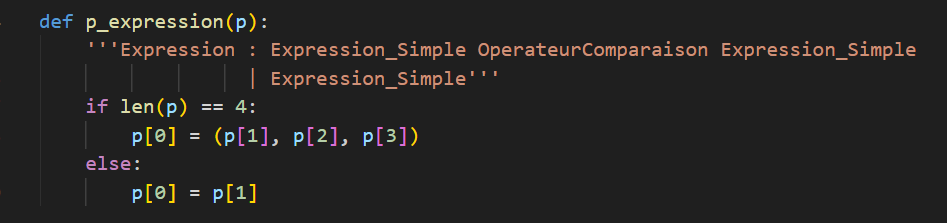 def p_expression(p):
    '''Expression : Expression_Simple OperateurComparaison Expression_Simple
                  | Expression_Simple'''
    if len(p) == 4:
        p[0] = (p[1], p[2], p[3])
    else:
        p[0] = p[1]